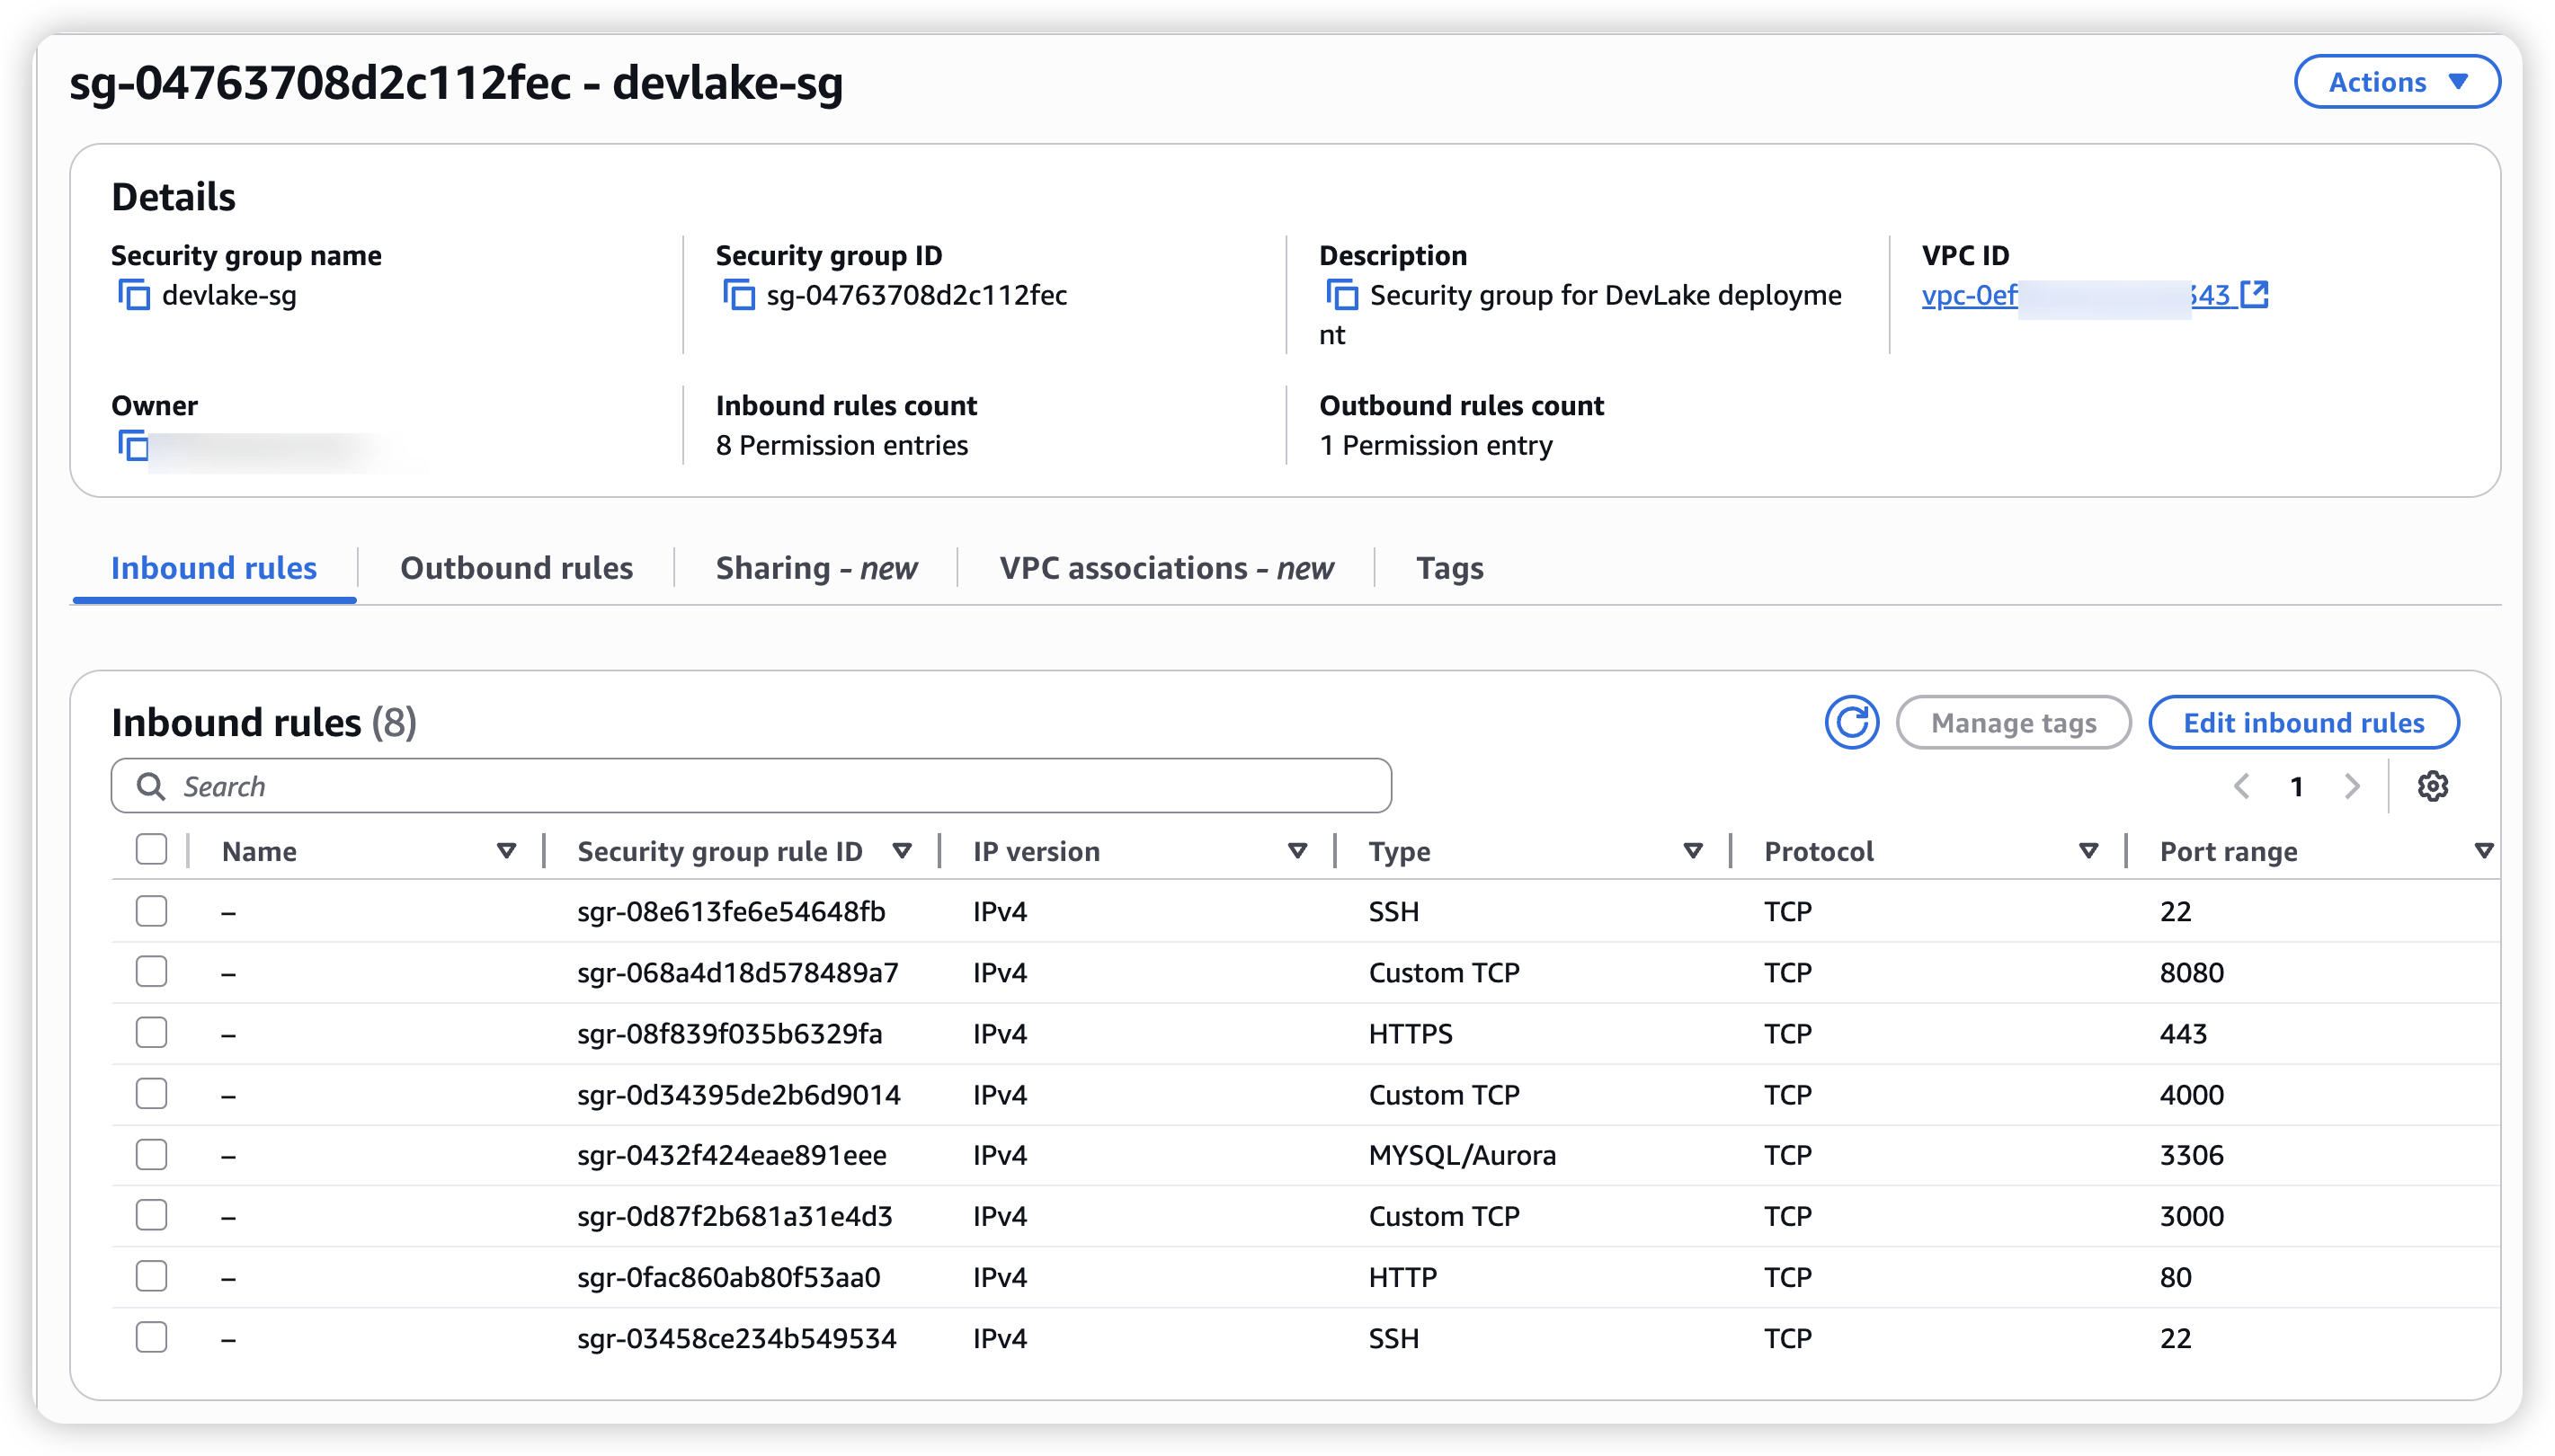 sg-04763708d2c112fec - devlake-sg
Actions
Details
Security group name
devlake-sg
Security group ID
sg-04763708d2c112fec
Description
Security group for DevLake deployme
nt
VPC ID
vpc-0ef 343
Owner
Inbound rules count
8 Permission entries
Outbound rules count
1 Permission entry
Inbound rules
Outbound rules
Sharing - new
VPC associations - new
Tags
Inbound rules (8)
Manage tags
Edit inbound rules
Search
1
Name Security group rule ID IP version Type Protocol Port range
– sgr-08e613fe6e54648fb IPv4 SSH TCP 22
– sgr-068a4d18d578489a7 IPv4 Custom TCP TCP 8080
– sgr-08f839f035b6329fa IPv4 HTTPS TCP 443
– sgr-0d34395de2b6d9014 IPv4 Custom TCP TCP 4000
– sgr-0432f424eae891eee IPv4 MYSQL/Aurora TCP 3306
– sgr-0d87f2b681a31e4d3 IPv4 Custom TCP TCP 3000
– sgr-0fac860ab80f53aa0 IPv4 HTTP TCP 80
– sgr-03458ce234b549534 IPv4 SSH TCP 22